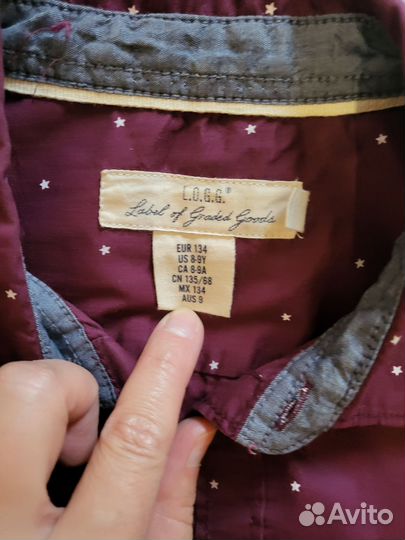 L.O.G.G.®
Label of Graded Goods
EUR 134
US 8-9Y
CA 8-9A
CN 135/68
MX 134
AUS 9
Avito